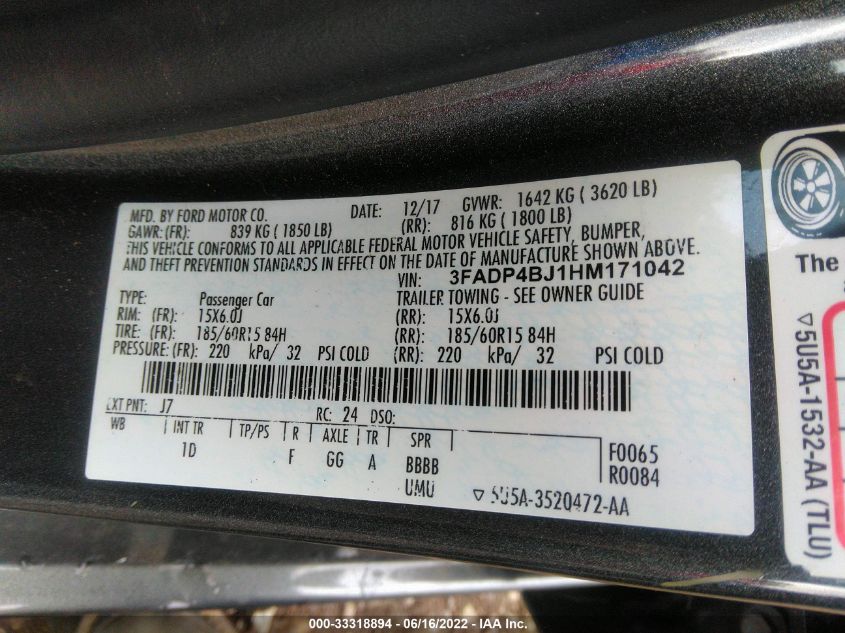 MFD. BY FORD MOTOR CO. DATE: 12/17 GVWR: 1642 KG ( 3620 LB)
GAWR: (FR): 839 KG ( 1850 LB) (RR): 816 KG ( 1800 LB)
THIS VEHICLE CONFORMS TO ALL APPLICABLE FEDERAL MOTOR VEHICLE SAFETY, BUMPER,
AND THEFT PREVENTION STANDARDS IN EFFECT ON THE DATE OF MANUFACTURE SHOWN ABOVE.
VIN: 3FADP4BJ1HM171042
TYPE: Passenger Car TRAILER TOWING - SEE OWNER GUIDE
RIM: (FR): 15X6.0J (RR): 15X6.0J
TIRE: (FR): 185/60R15 84H (RR): 185/60R15 84H
PRESSURE: (FR): 220 kPa/ 32 PSI COLD (RR): 220 kPa/ 32 PSI COLD
EXT PNT: J7 RC: 24 DSO:
WB INT TR TP/PS R AXLE TR SPR F0065
1D F GG A BBBB R0084
UMU ▽ 5U5A-3520472-AA
The
▽5U5A-1532-AA (TLU)
000-33318894 - 06/16/2022 - IAA Inc.